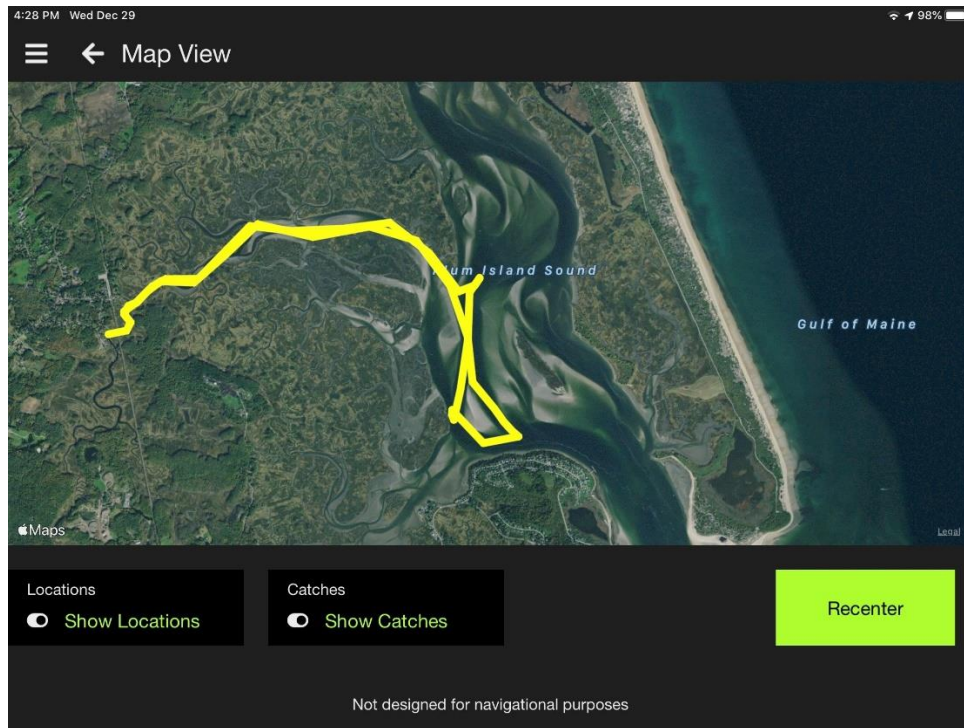 4:28 PM Wed Dec 29
98%
Map View
Plum Island Sound
Gulf of Maine
Maps
Legal
Locations
Catches
Show Locations
Show Catches
Recenter
Not designed for navigational purposes